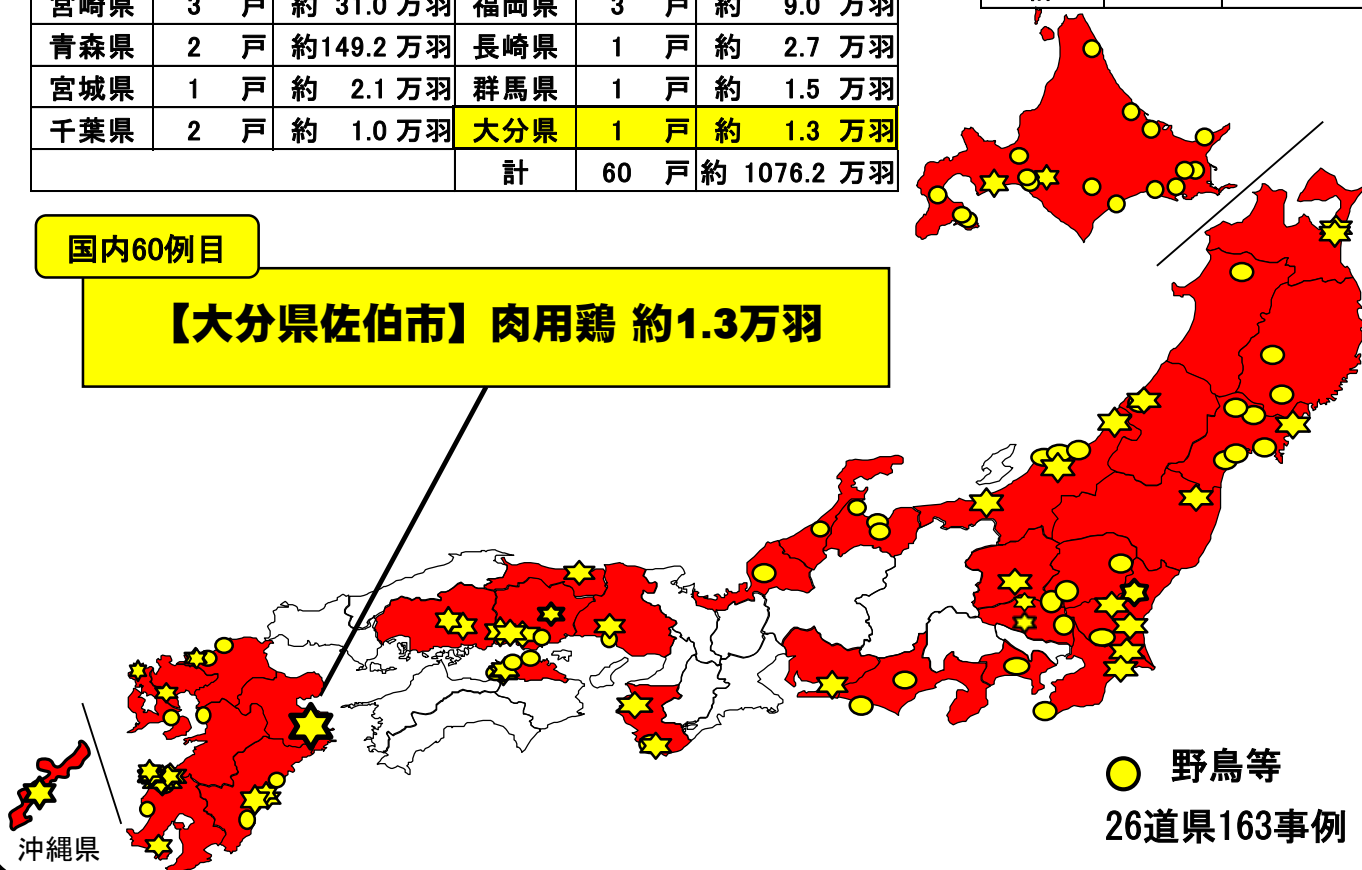 宮崎県 3 戸 約 31.0 万羽 福岡県 3 戸 約 9.0 万羽
青森県 2 戸 約149.2 万羽 長崎県 1 戸 約 2.7 万羽
宮城県 1 戸 約 2.1 万羽 群馬県 1 戸 約 1.5 万羽
千葉県 2 戸 約 1.0 万羽 大分県 1 戸 約 1.3 万羽
計 60 戸 約 1076.2 万羽
国内60例目
【大分県佐伯市】肉用鶏 約1.3万羽
野鳥等
26道県163事例
沖縄県